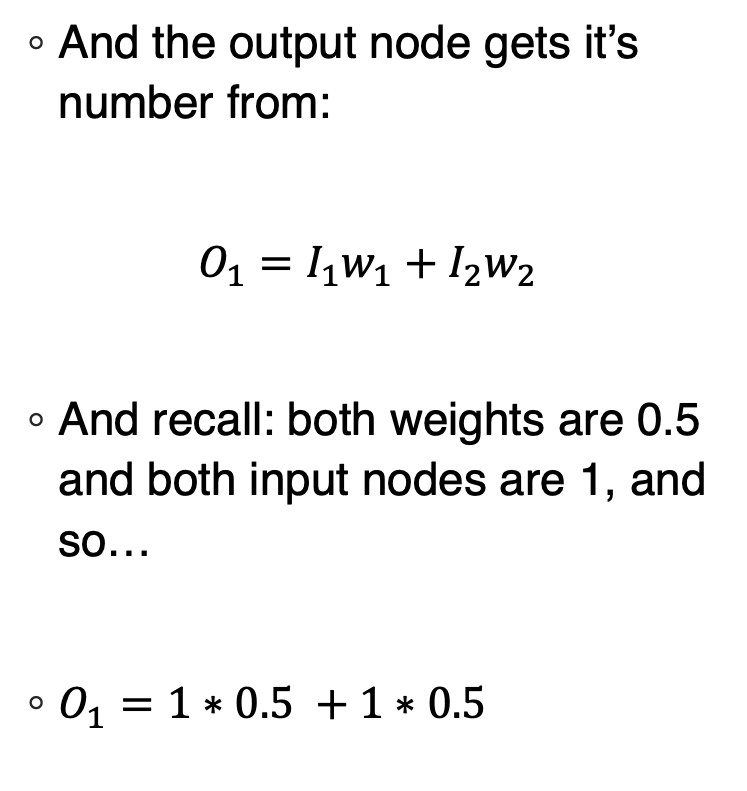 ◦ And the output node gets it’s
number from:
𝑂₁ = 𝐼₁𝑤₁ + 𝐼₂𝑤₂
◦ And recall: both weights are 0.5
and both input nodes are 1, and
so…
◦ 𝑂₁ = 1 ∗ 0.5 + 1 ∗ 0.5